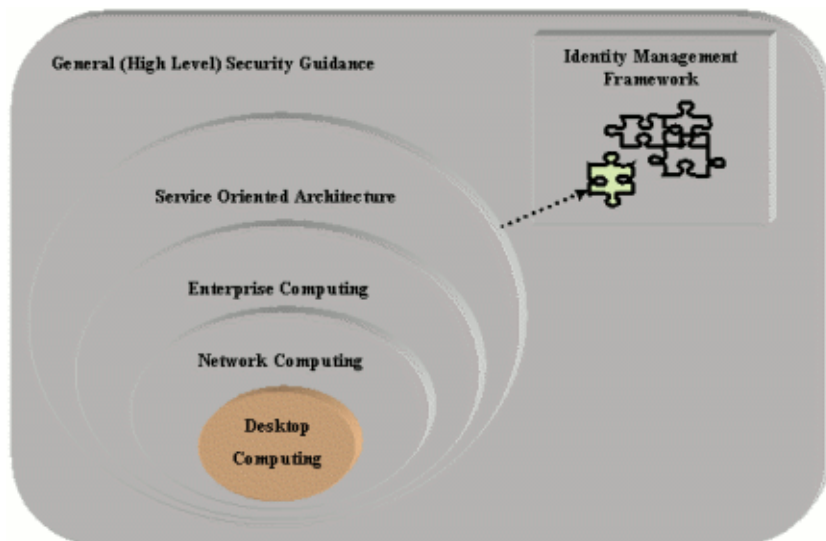 General (High Level) Security Guidance
Identity Management
Framework
Service Oriented Architecture
Enterprise Computing
Network Computing
Desktop
Computing